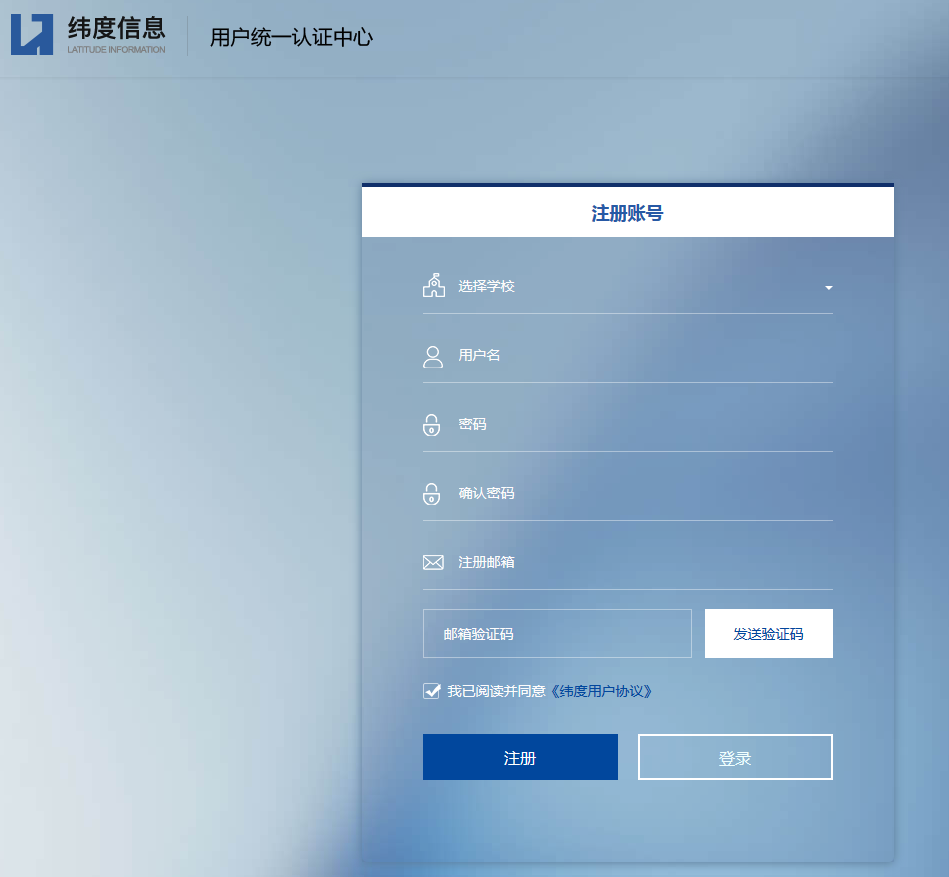 纬度信息
LATITUDE INFORMATION
用户统一认证中心
注册账号
选择学校
用户名
密码
确认密码
注册邮箱
邮箱验证码
发送验证码
我已阅读并同意《纬度用户协议》
注册
登录